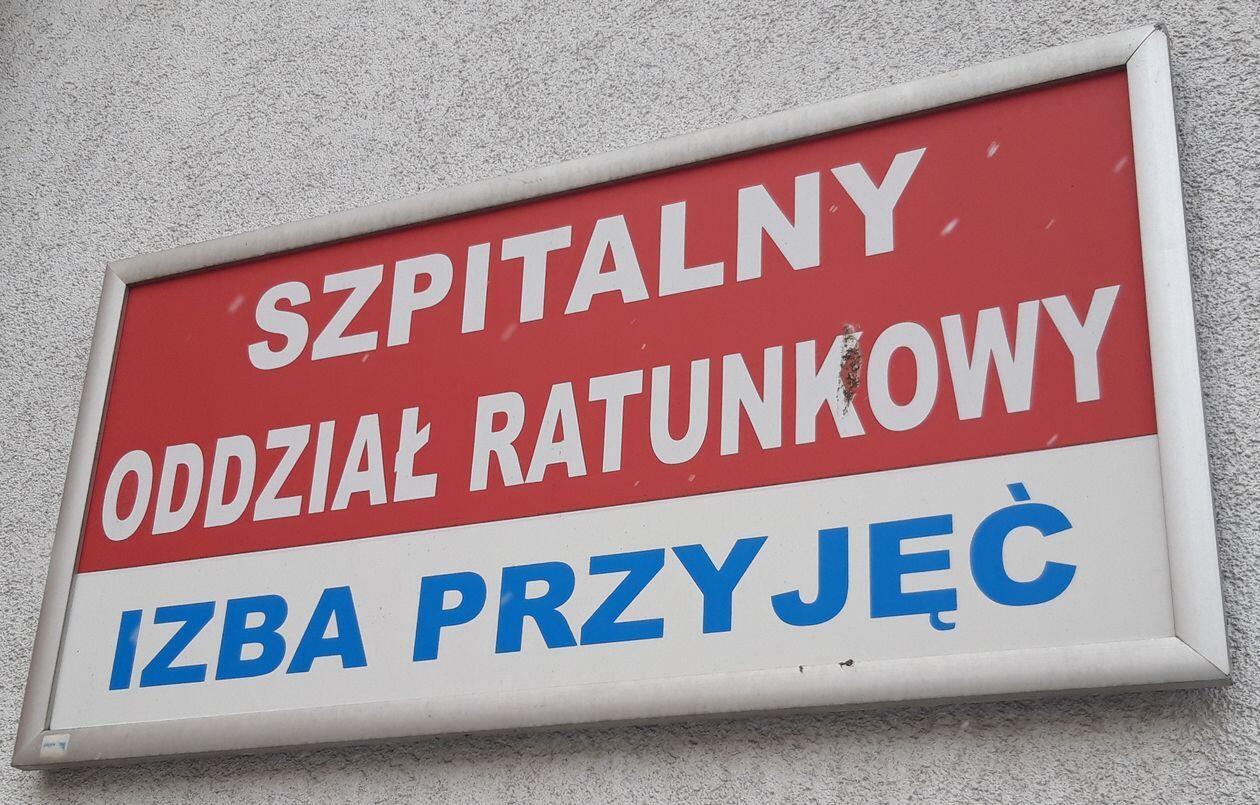 SZPITALNY
ODDZIAŁ RATUNKOWY
IZBA PRZYJĘĆ